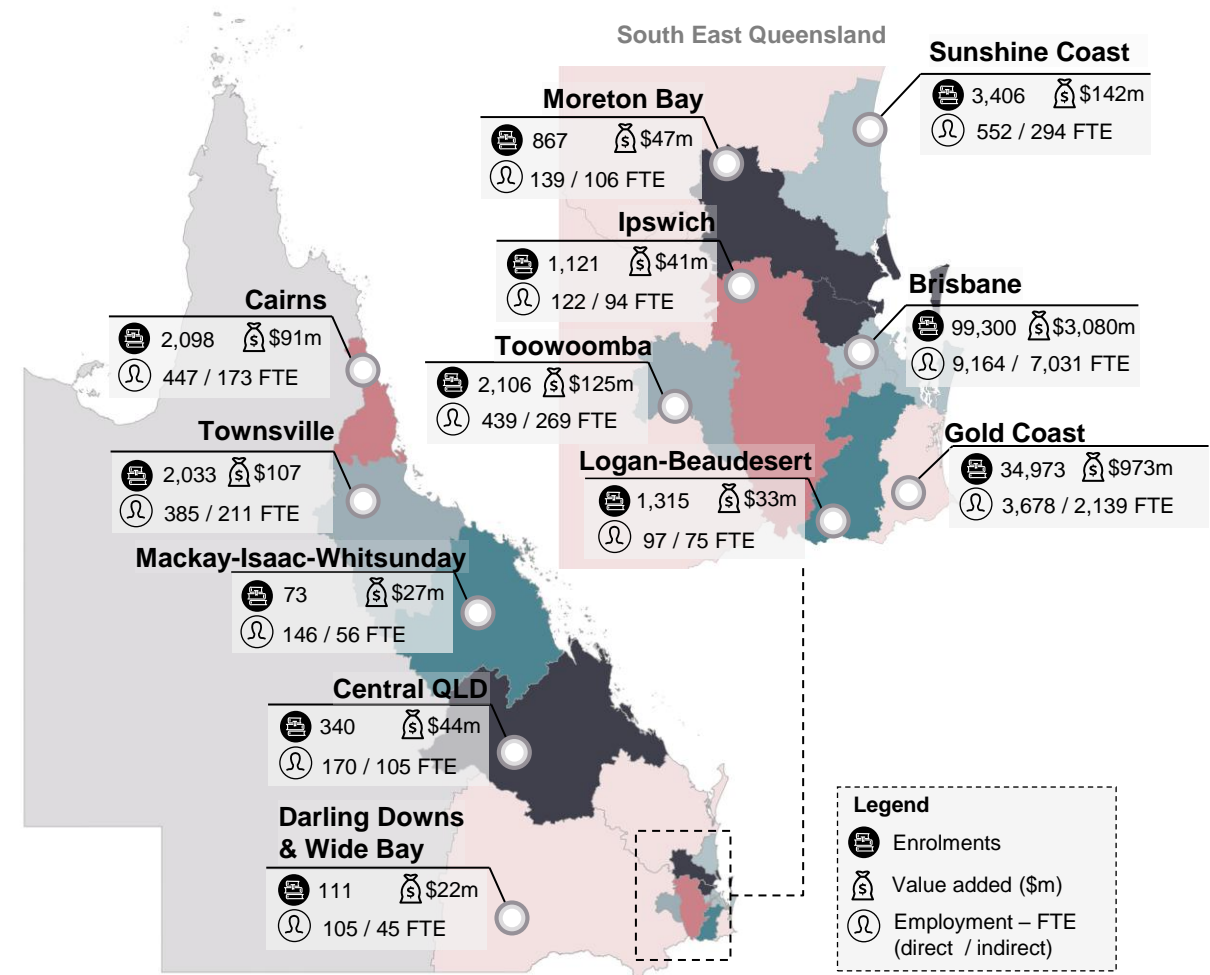 South East Queensland
Sunshine Coast
3,406 $142m
552 / 294 FTE
Moreton Bay
867 $47m
139 / 106 FTE
Ipswich
1,121 $41m
122 / 94 FTE
Brisbane
99,300 $3,080m
9,164 / 7,031 FTE
Cairns
2,098 $91m
447 / 173 FTE
Toowoomba
2,106 $125m
439 / 269 FTE
Townsville
2,033 $107
385 / 211 FTE
Gold Coast
34,973 $973m
3,678 / 2,139 FTE
Logan-Beaudesert
1,315 $33m
97 / 75 FTE
Mackay-Isaac-Whitsunday
73 $27m
146 / 56 FTE
Central QLD
340 $44m
170 / 105 FTE
Darling Downs
& Wide Bay
111 $22m
105 / 45 FTE
Legend
Enrolments
Value added ($m)
Employment – FTE
(direct / indirect)